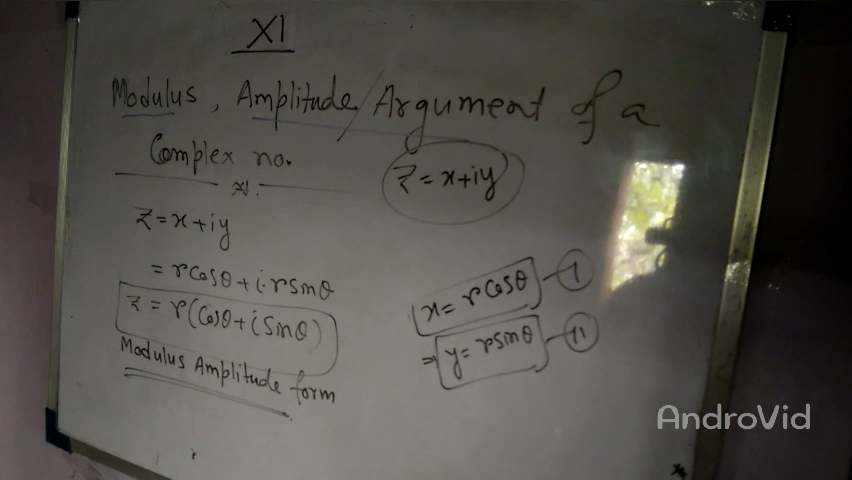 XI
Modulus, Amplitude/Argument of a
Complex no.
z = x+iy
z = x+iy
= rcosθ + i.rsinθ
z = r(cosθ + i sinθ)
Modulus Amplitude form
x = rcosθ - I
⇒ y = rsinθ - II
AndroVid